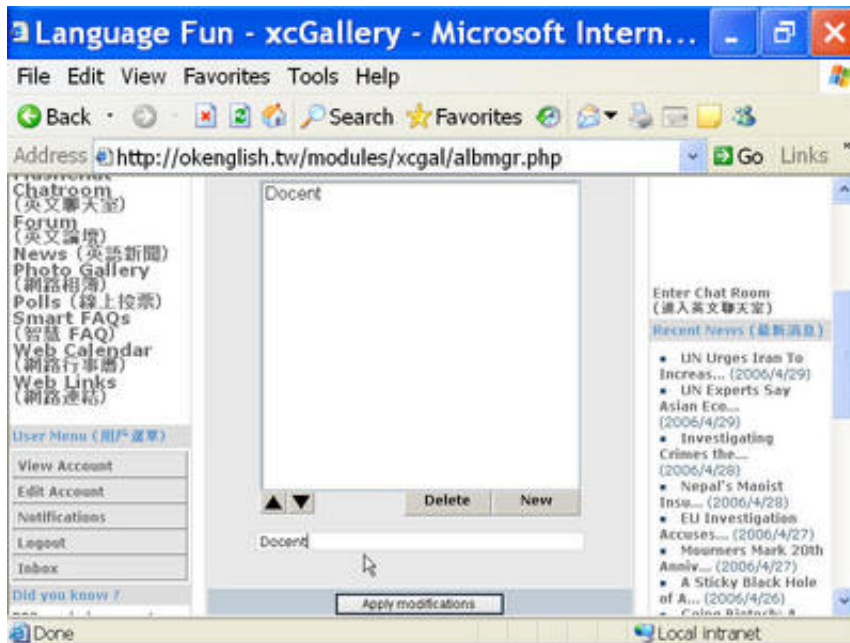 Language Fun - xcGallery - Microsoft Intern...
File Edit View Favorites Tools Help
Back Search Favorites
Address http://okenglish.tw/modules/xcgal/albmgr.php Go Links
Chatroom
(英文聊天室)
Forum
(英文論壇)
News (英語新聞)
Photo Gallery
(網路相簿)
Polls (線上投票)
Smart FAQs
(智慧 FAQ)
Web Calendar
(網路行事曆)
Web Links
(網路連結)
User Menu (用戶選單)
View Account
Edit Account
Notifications
Logout
Inbox
Did you know ?
Docent
Delete New
Docent
Apply modifications
Enter Chat Room
(進入英文聊天室)
Recent News (最新消息)
UN Urges Iran To
Increas... (2006/4/29)
UN Experts Say
Asian Eco...
(2006/4/29)
Investigating
Crimes the...
(2006/4/28)
Nepal's Maoist
Insu... (2006/4/28)
EU Investigation
Accuses... (2006/4/27)
Mourners Mark 20th
Anniv... (2006/4/27)
A Sticky Black Hole
of A... (2006/4/26)
Done Local intranet